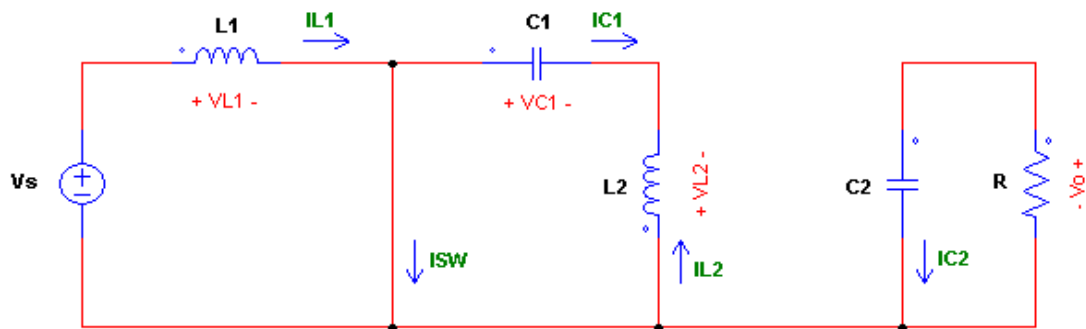 L1
IL1
C1
IC1
+ VL1 -
+ VC1 -
Vs
L2
+ VL2 -
C2
R
- Vo +
ISW
IL2
IC2